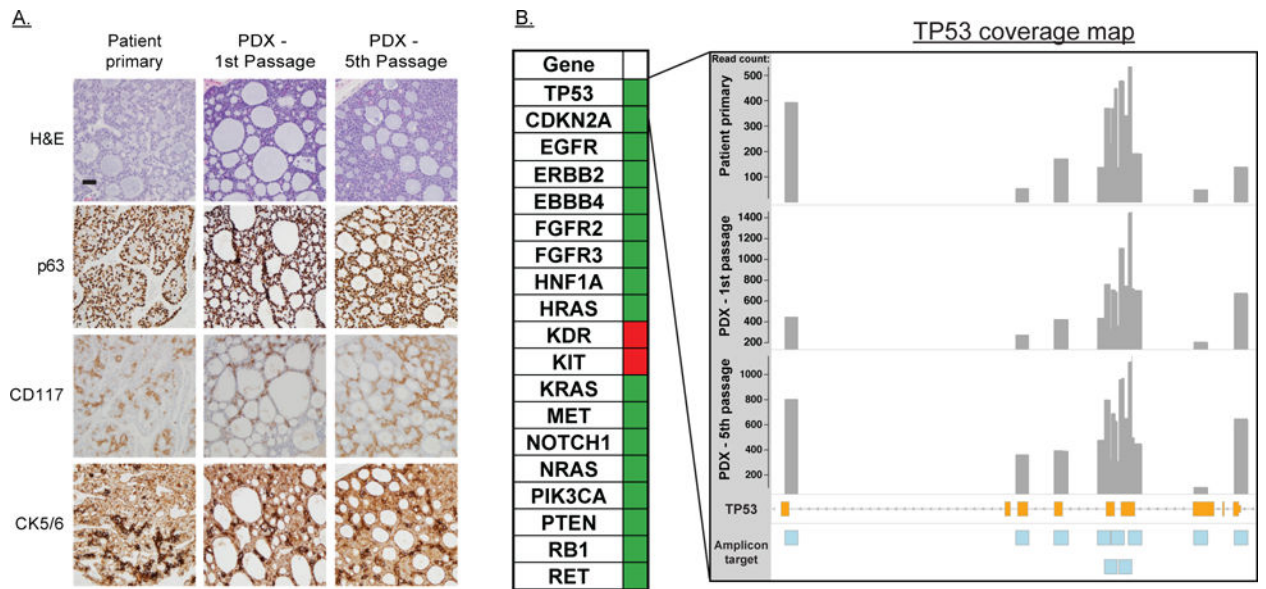 A.
Patient
primary
PDX -
1st Passage
PDX -
5th Passage
H&E
p63
CD117
CK5/6
B.
Gene
TP53
CDKN2A
EGFR
ERBB2
EBBB4
FGFR2
FGFR3
HNF1A
HRAS
KDR
KIT
KRAS
MET
NOTCH1
NRAS
PIK3CA
PTEN
RB1
RET
TP53 coverage map
Read count:
Patient primary
500
400
300
200
100
PDX - 1st passage
1400
1200
1000
800
600
400
200
PDX - 5th passage
1000
800
600
400
200
TP53
Amplicon
target